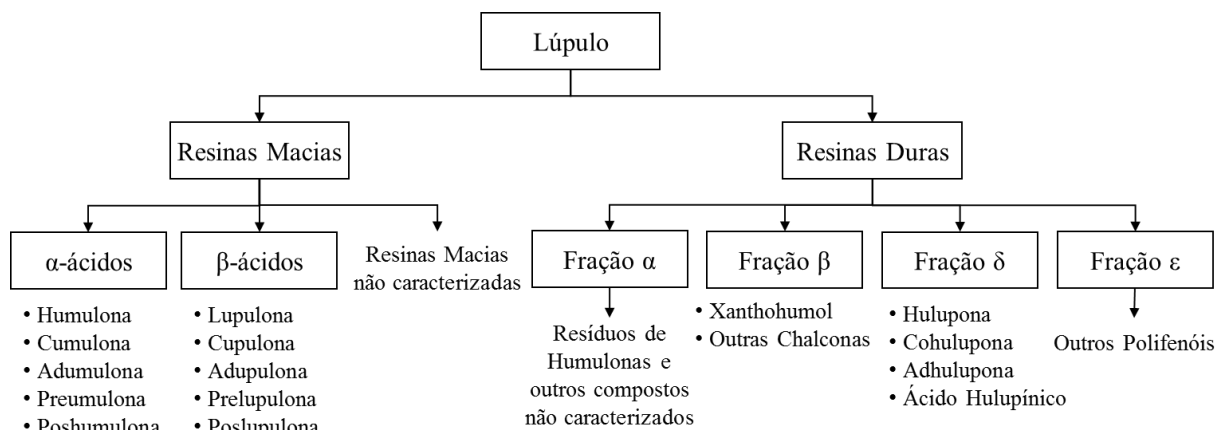 Lúpulo
Resinas Macias
Resinas Duras
α-ácidos
β-ácidos
Resinas Macias
não caracterizadas
Fração α
Fração β
Fração δ
Fração ε
• Humulona
• Cumulona
• Adumulona
• Preumulona
• Poshumulona
• Lupulona
• Cupulona
• Adupulona
• Prelupulona
• Poslupulona
Resíduos de
Humulonas e
outros compostos
não caracterizados
• Xanthohumol
• Outras Chalconas
• Hulupona
• Cohulupona
• Adhulupona
• Ácido Hulupínico
Outros Polifenóis